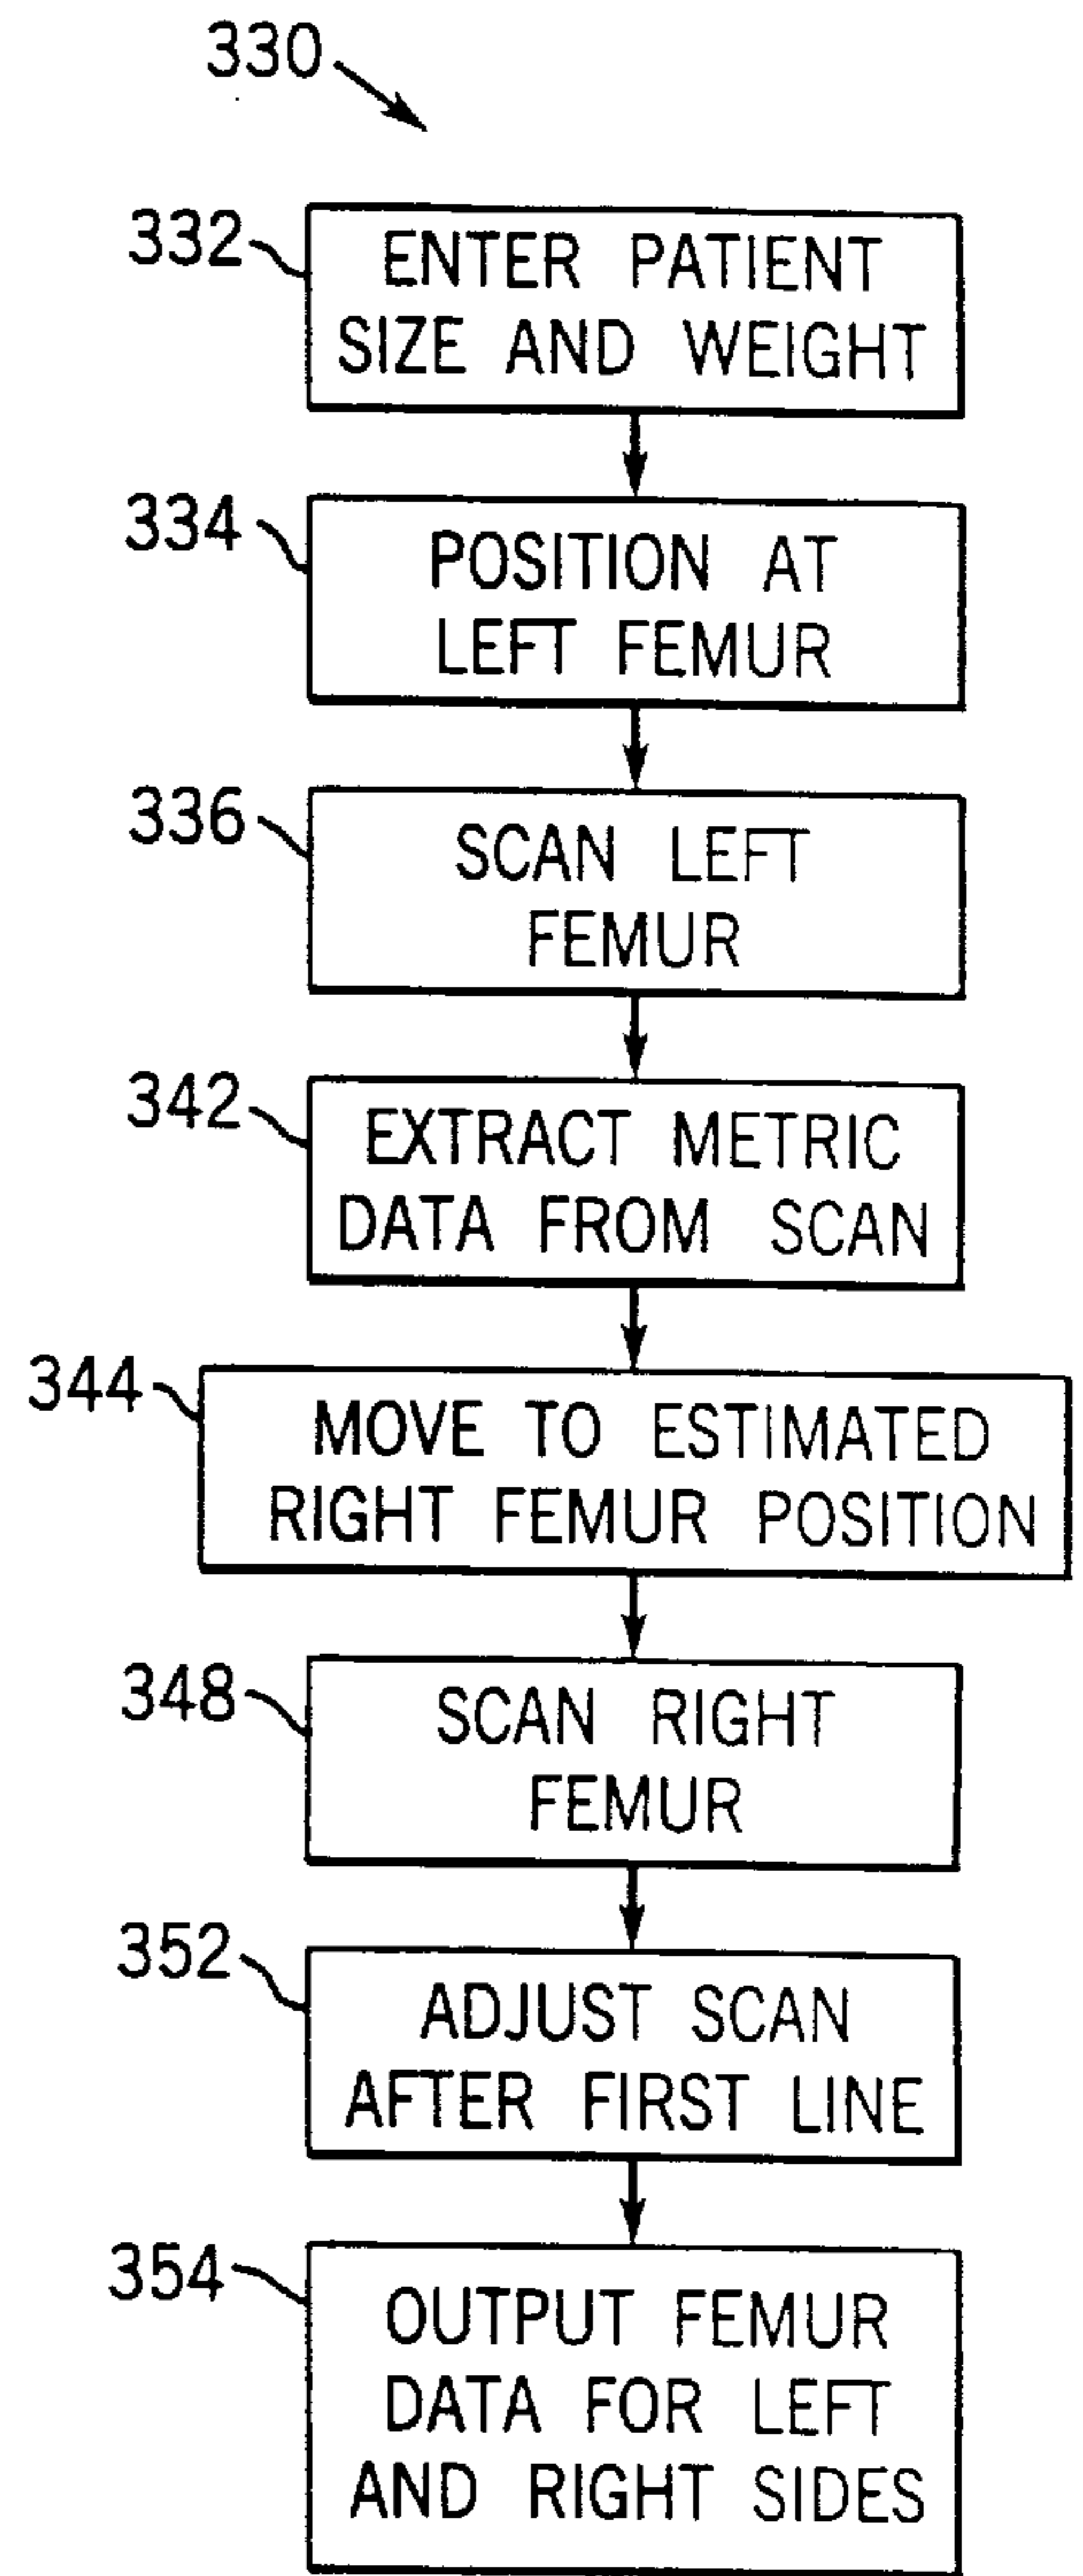 330
332
ENTER PATIENT
SIZE AND WEIGHT
334
POSITION AT
LEFT FEMUR
336
SCAN LEFT
FEMUR
342
EXTRACT METRIC
DATA FROM SCAN
344
MOVE TO ESTIMATED
RIGHT FEMUR POSITION
348
SCAN RIGHT
FEMUR
352
ADJUST SCAN
AFTER FIRST LINE
354
OUTPUT FEMUR
DATA FOR LEFT
AND RIGHT SIDES